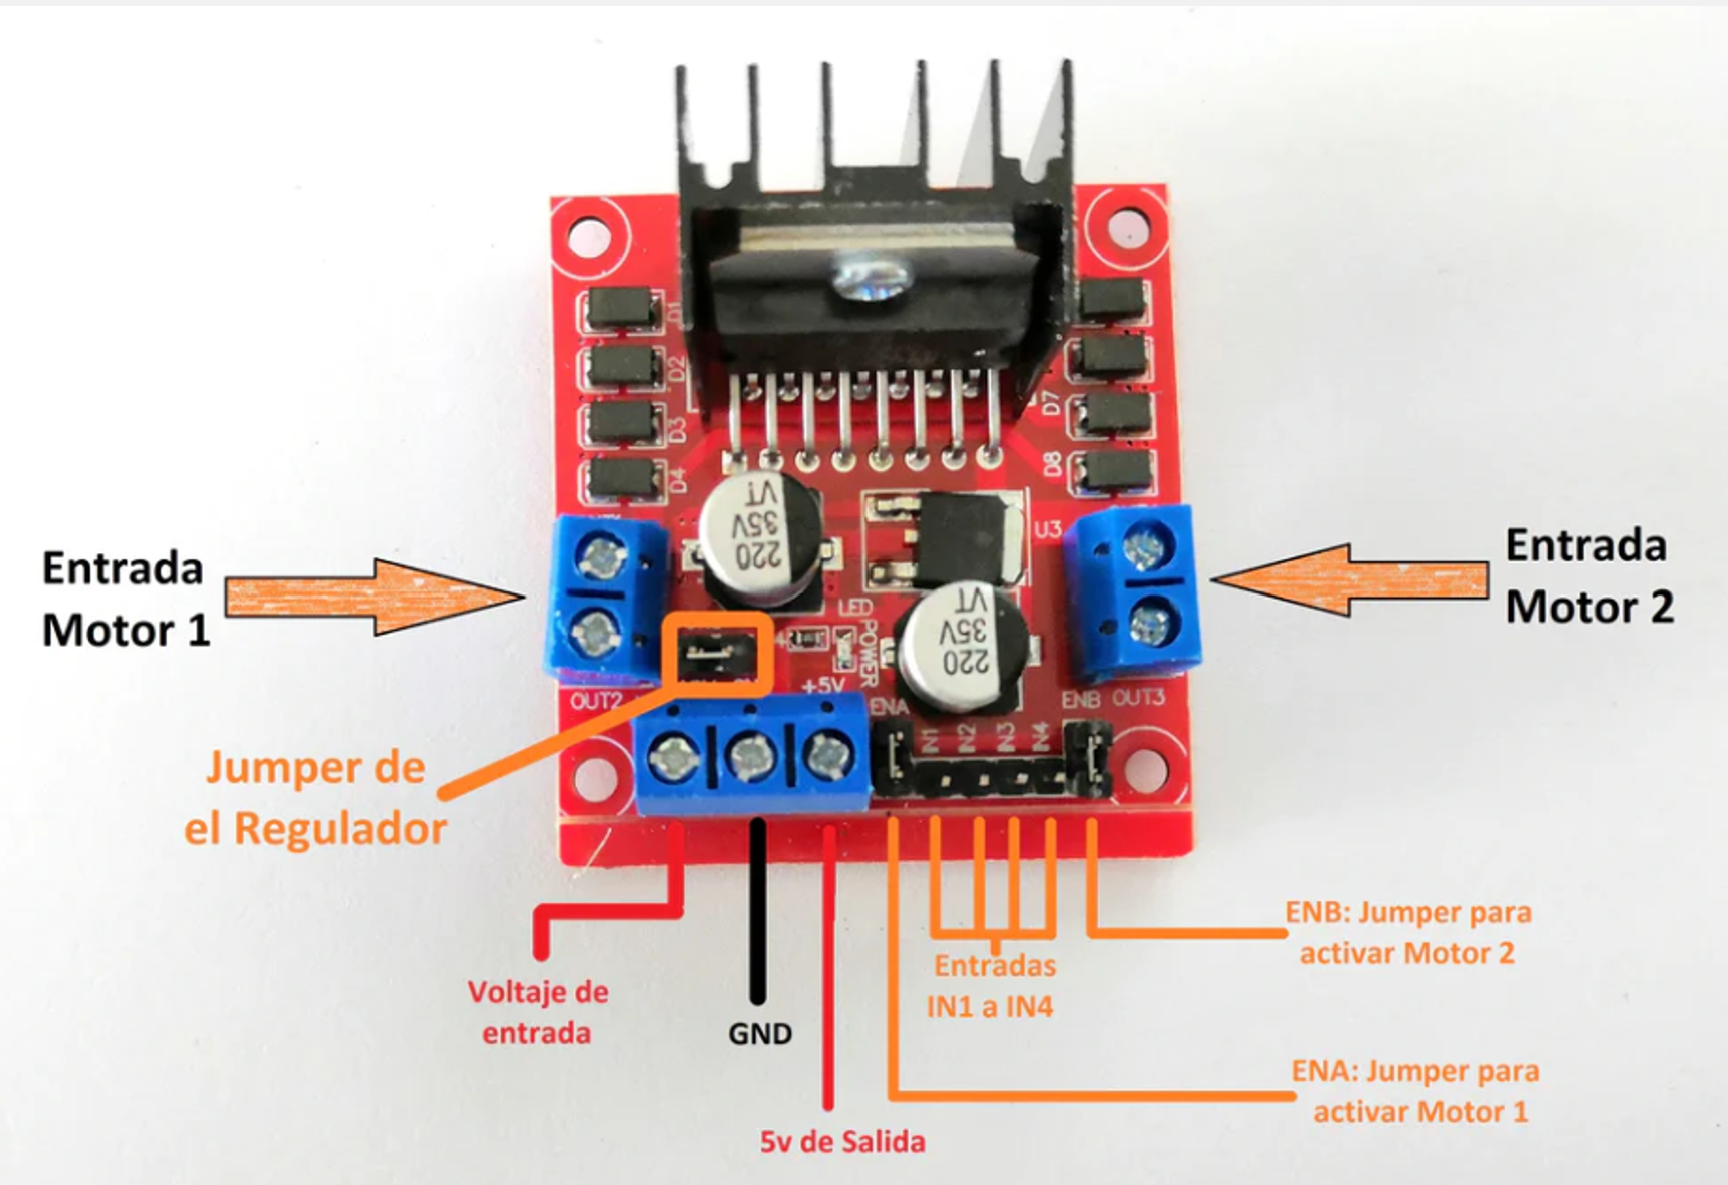 D1
D2
D3
D4
D7
D8
U3
VT
35V
220
VT
35V
220
LED
POWER
+5V
OUT2
ENA
IN1
IN2
IN3
IN4
ENB
OUT3
Entrada
Motor 1
Entrada
Motor 2
Jumper de
el Regulador
Voltaje de
entrada
GND
5v de Salida
Entradas
IN1 a IN4
ENB: Jumper para
activar Motor 2
ENA: Jumper para
activar Motor 1